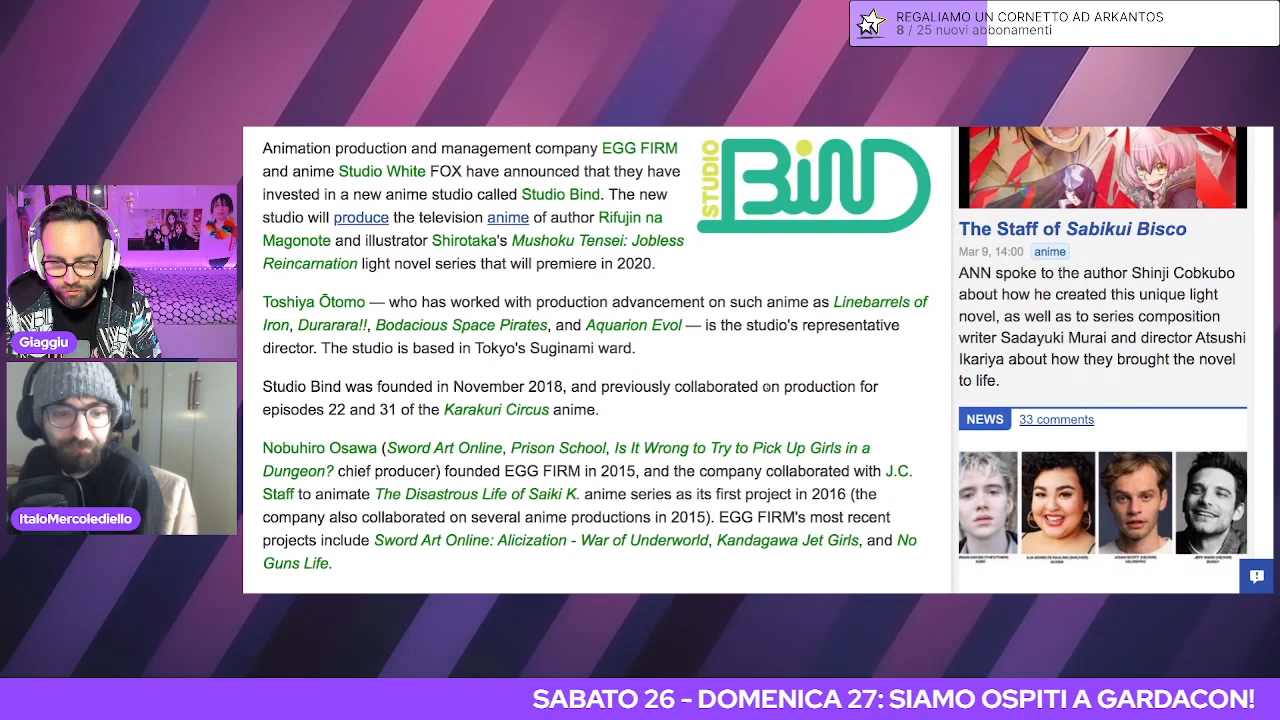 REGALIAMO UN CORNETTO AD ARKANTOS
8 / 25 nuovi abbonamenti
Animation production and management company EGG FIRM
and anime Studio White FOX have announced that they have
invested in a new anime studio called Studio Bind. The new
studio will produce the television anime of author Rifujin na
Magonote and illustrator Shirotaka's Mushoku Tensei: Jobless
Reincarnation light novel series that will premiere in 2020.
STUDIO
BIND
Toshiya Ōtomo — who has worked with production advancement on such anime as Linebarrels of
Iron, Durarara!!, Bodacious Space Pirates, and Aquarion Evol — is the studio's representative
director. The studio is based in Tokyo's Suginami ward.
Studio Bind was founded in November 2018, and previously collaborated on production for
episodes 22 and 31 of the Karakuri Circus anime.
Nobuhiro Osawa (Sword Art Online, Prison School, Is It Wrong to Try to Pick Up Girls in a
Dungeon? chief producer) founded EGG FIRM in 2015, and the company collaborated with J.C.
Staff to animate The Disastrous Life of Saiki K. anime series as its first project in 2016 (the
company also collaborated on several anime productions in 2015). EGG FIRM's most recent
projects include Sword Art Online: Alicization - War of Underworld, Kandagawa Jet Girls, and No
Guns Life.
The Staff of Sabikui Bisco
Mar 9, 14:00 anime
ANN spoke to the author Shinji Cobkubo
about how he created this unique light
novel, as well as to series composition
writer Sadayuki Murai and director Atsushi
Ikariya about how they brought the novel
to life.
NEWS 33 comments
Giaggiu
ItaloMercolediello
SABATO 26 - DOMENICA 27: SIAMO OSPITI A GARDACON!